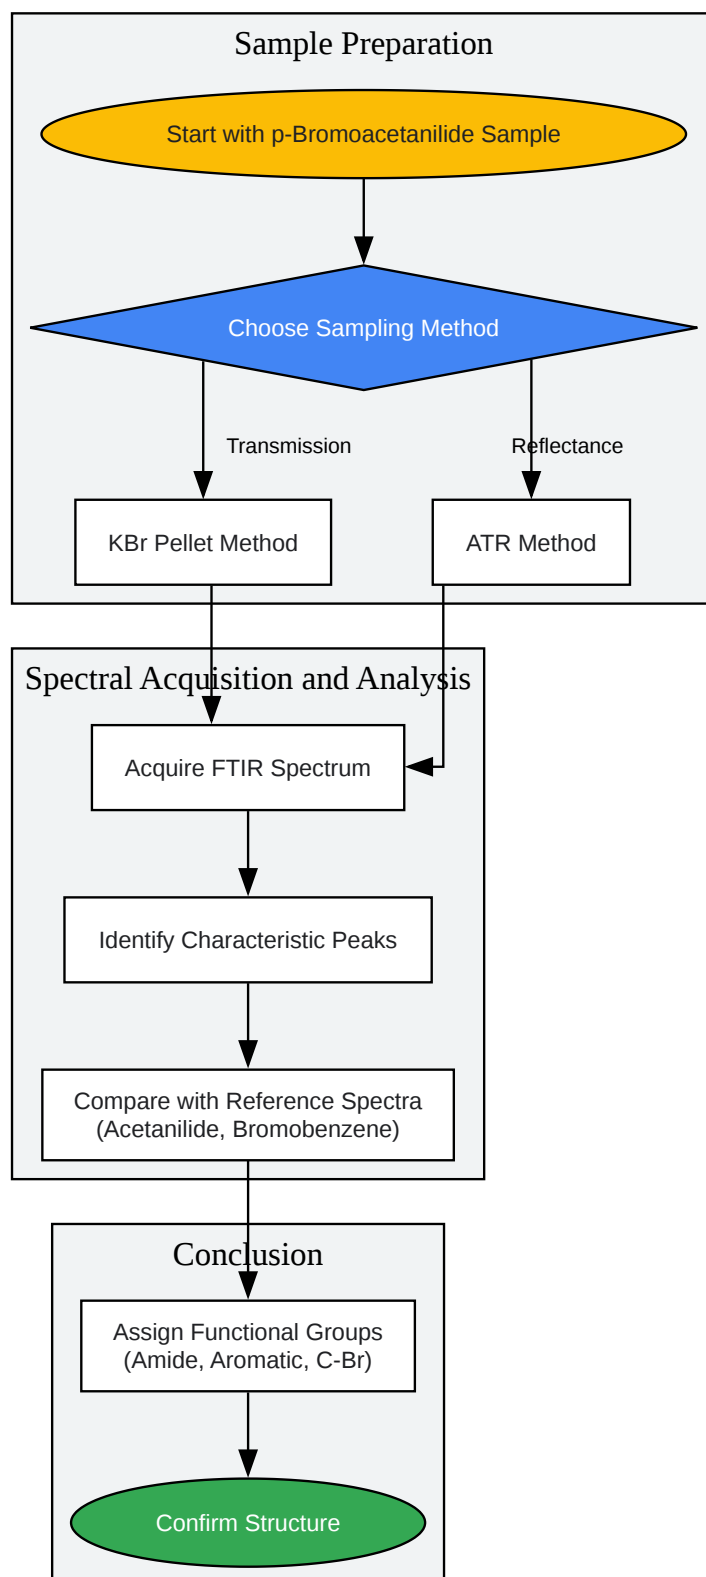 Sample Preparation
Start with p-Bromoacetanilide Sample
Choose Sampling Method
Transmission
Reflectance
KBr Pellet Method
ATR Method
Spectral Acquisition and Analysis
Acquire FTIR Spectrum
Identify Characteristic Peaks
Compare with Reference Spectra
(Acetanilide, Bromobenzene)
Conclusion
Assign Functional Groups
(Amide, Aromatic, C-Br)
Confirm Structure